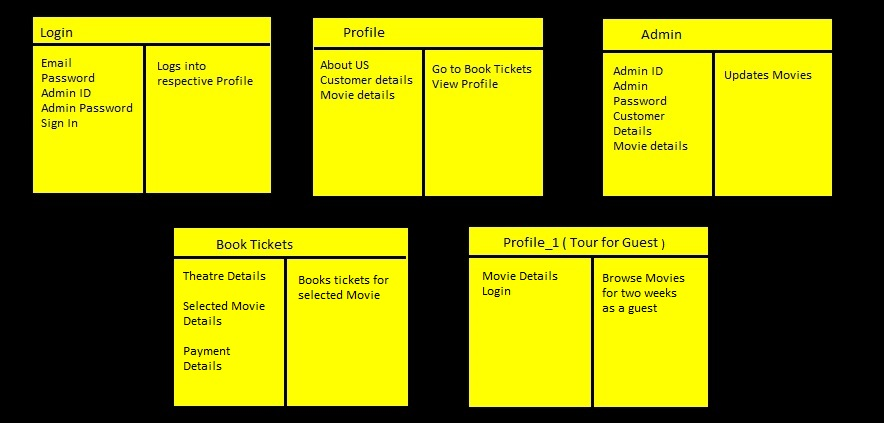 Login
Email
Password
Admin ID
Admin Password
Sign In
Logs into
respective Profile
Profile
About US
Customer details
Movie details
Go to Book Tickets
View Profile
Admin
Admin ID
Admin
Password
Customer
Details
Movie details
Updates Movies
Book Tickets
Theatre Details
Selected Movie
Details
Payment
Details
Books tickets for
selected Movie
Profile_1 ( Tour for Guest )
Movie Details
Login
Browse Movies
for two weeks
as a guest